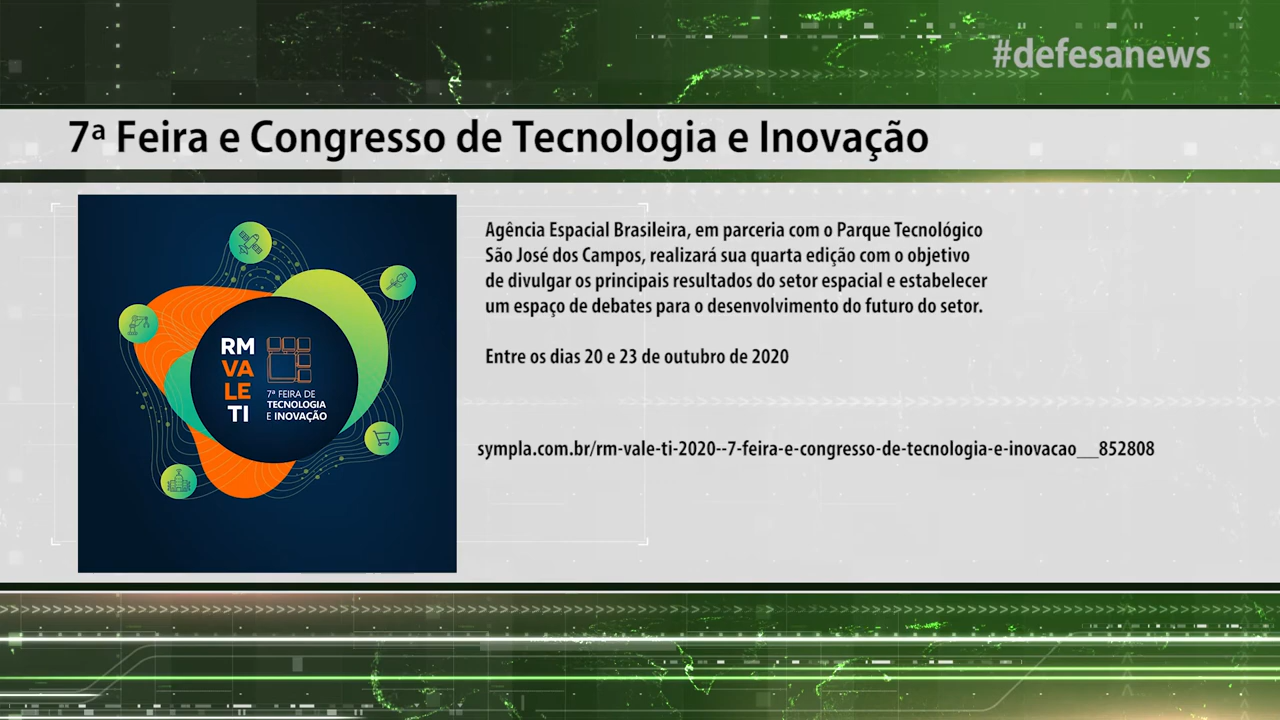 #defesanews
7ª Feira e Congresso de Tecnologia e Inovação
RM
VA
LE
TI
7ª FEIRA DE
TECNOLOGIA
E INOVAÇÃO
Agência Espacial Brasileira, em parceria com o Parque Tecnológico
São José dos Campos, realizará sua quarta edição com o objetivo
de divulgar os principais resultados do setor espacial e estabelecer
um espaço de debates para o desenvolvimento do futuro do setor.
Entre os dias 20 e 23 de outubro de 2020
sympla.com.br/rm-vale-ti-2020--7-feira-e-congresso-de-tecnologia-e-inovacao__852808